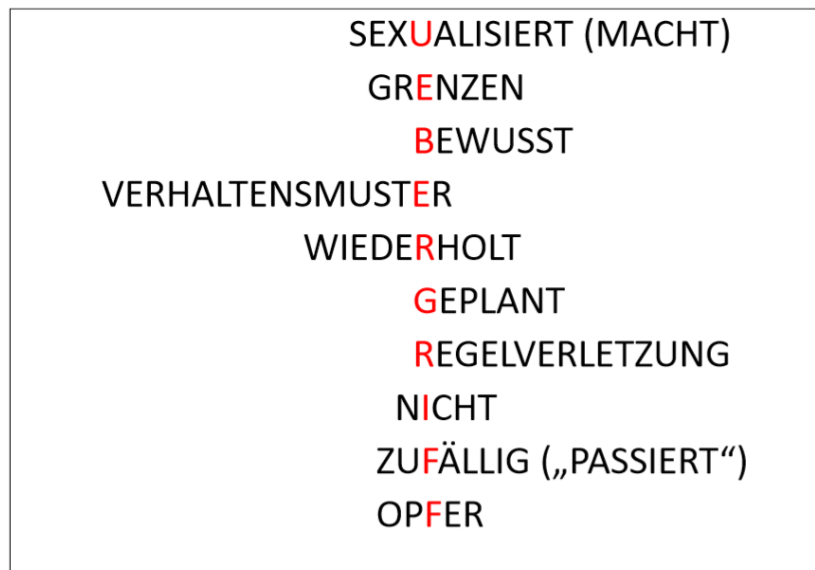 SEXUALISIERT (MACHT)
GRENZEN
BEWUSST
VERHALTENSMUSTER
WIEDERHOLT
GEPLANT
REGELVERLETZUNG
NICHT
ZUFÄLLIG („PASSIERT“)
OPFER